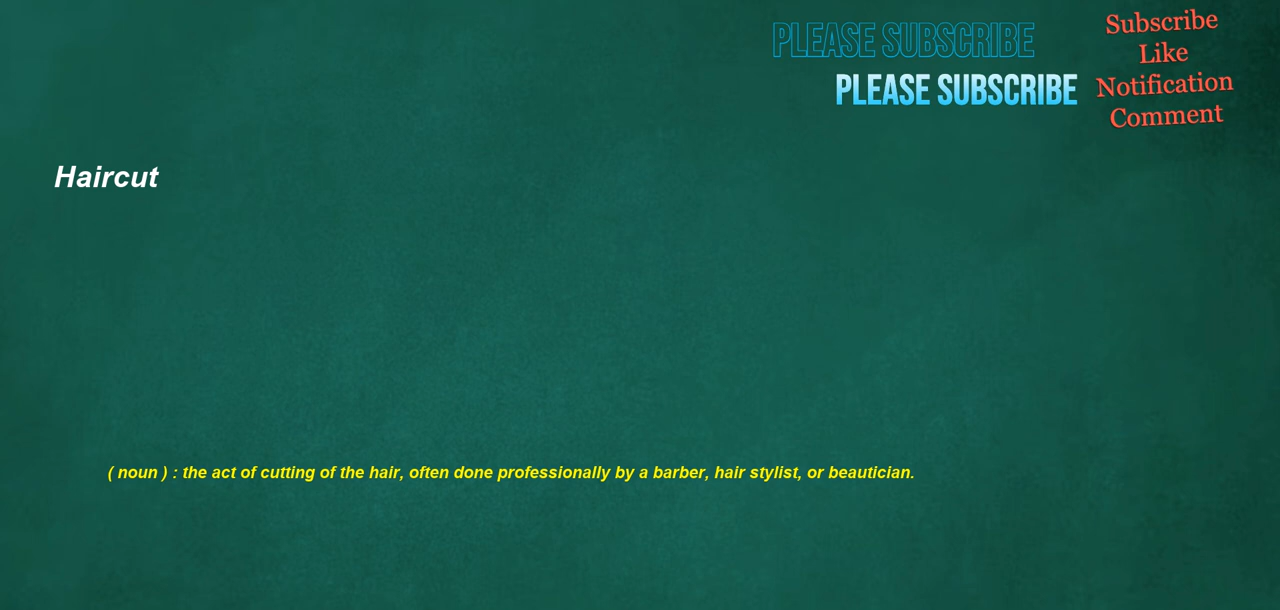 PLEASE SUBSCRIBE
PLEASE SUBSCRIBE
Subscribe
Like
Notification
Comment
Haircut
( noun ) : the act of cutting of the hair, often done professionally by a barber, hair stylist, or beautician.